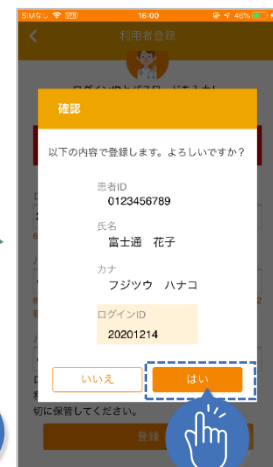 SIMなし 16:00 46%
利用者登録
確認
以下の内容で登録します。よろしいですか?
患者ID
0123456789
氏名
富士通 花子
カナ
フジツウ ハナコ
ログインID
20201214
いいえ はい
切に保管してください。
登録